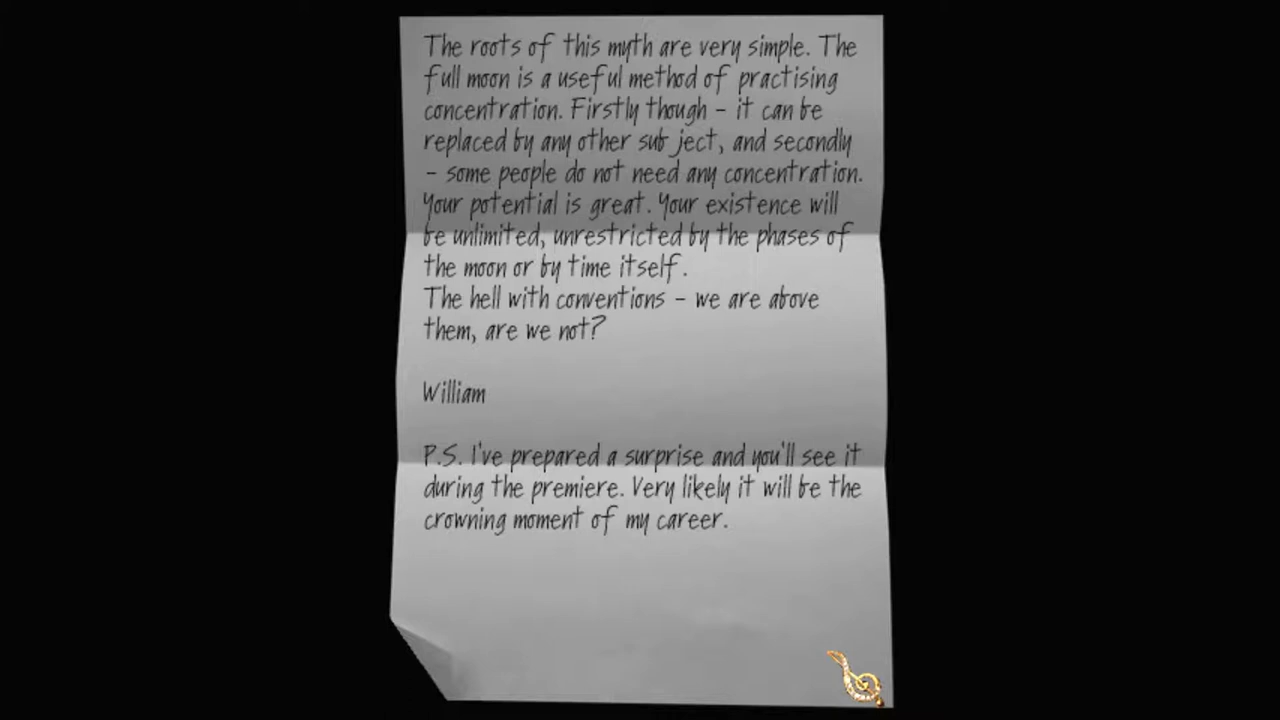 The roots of this myth are very simple. The
full moon is a useful method of practising
concentration. Firstly though - it can be
replaced by any other subject, and secondly
- some people do not need any concentration.
Your potential is great. Your existence will
be unlimited, unrestricted by the phases of
the moon or by time itself.
The hell with conventions - we are above
them, are we not?
William
P.S. I've prepared a surprise and you'll see it
during the premiere. Very likely it will be the
crowning moment of my career.